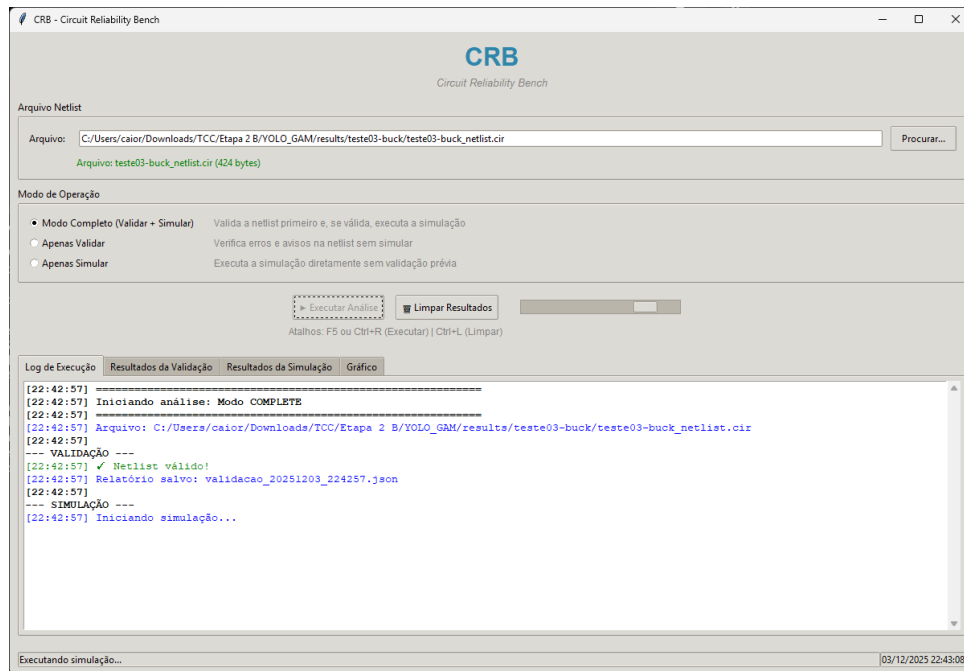 CRB - Circuit Reliability Bench
CRB
Circuit Reliability Bench
Arquivo Netlist
Arquivo: C:/Users/caior/Downloads/TCC/Etapa 2 B/YOLO_GAM/results/teste03-buck/teste03-buck_netlist.cir Procurar...
Arquivo: teste03-buck_netlist.cir (424 bytes)
Modo de Operação
Modo Completo (Validar + Simular) Valida a netlist primeiro e, se válida, executa a simulação
Apenas Validar Verifica erros e avisos na netlist sem simular
Apenas Simular Executa a simulação diretamente sem validação prévia
► Executar Análise Limpar Resultados
Atalhos: F5 ou Ctrl+R (Executar) | Ctrl+L (Limpar)
Log de Execução Resultados da Validação Resultados da Simulação Gráfico
[22:42:57] ============================================================
[22:42:57] Iniciando análise: Modo COMPLETE
[22:42:57] ============================================================
[22:42:57] Arquivo: C:/Users/caior/Downloads/TCC/Etapa 2 B/YOLO_GAM/results/teste03-buck/teste03-buck_netlist.cir
[22:42:57]
--- VALIDAÇÃO ---
[22:42:57] ✓ Netlist válido!
[22:42:57] Relatório salvo: validacao_20251203_224257.json
[22:42:57]
--- SIMULAÇÃO ---
[22:42:57] Iniciando simulação...
Executando simulação... 03/12/2025 22:43:08